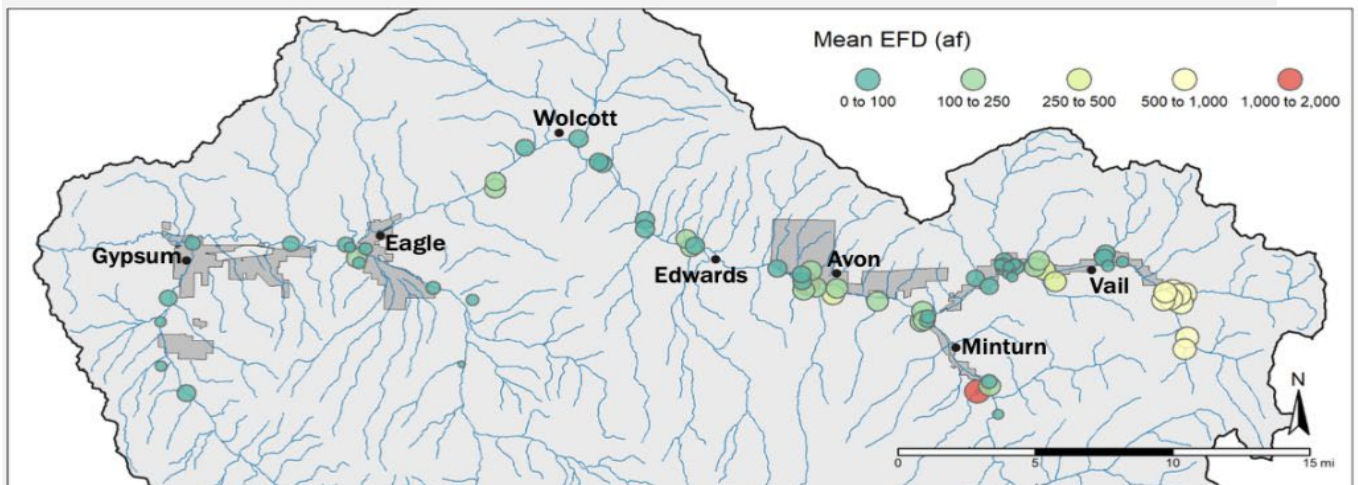 Mean EFD (af)
0 to 100
100 to 250
250 to 500
500 to 1,000
1,000 to 2,000
Wolcott
Gypsum
Eagle
Edwards
Avon
Vail
Minturn
N
0
5
10
15 mi